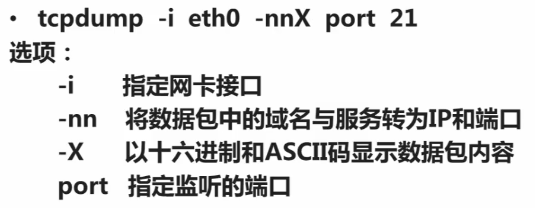 • tcpdump -i eth0 -nnX port 21
选项：
-i 指定网卡接口
-nn 将数据包中的域名与服务转为IP和端口
-X 以十六进制和ASCII码显示数据包内容
port 指定监听的端口